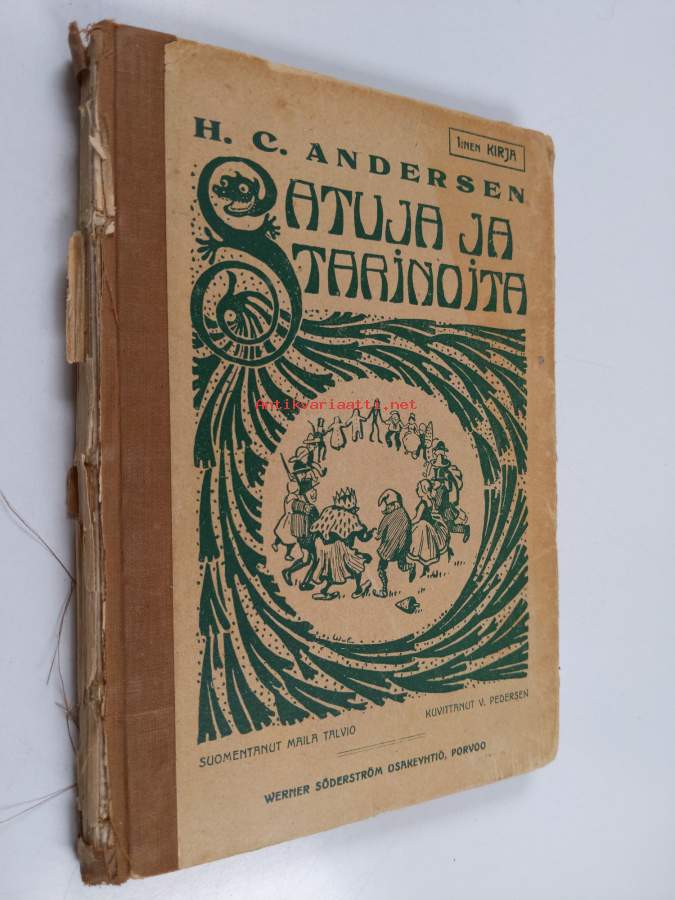 1:NEN KIRJA
H. C. ANDERSEN
SATUJA JA
TARINOITA
Antikvariaatti.net
SUOMENTANUT MAILA TALVIO
KUVITTANUT V. PEDERSEN
WERNER SÖDERSTRÖM OSAKEYHTIÖ, PORVOO